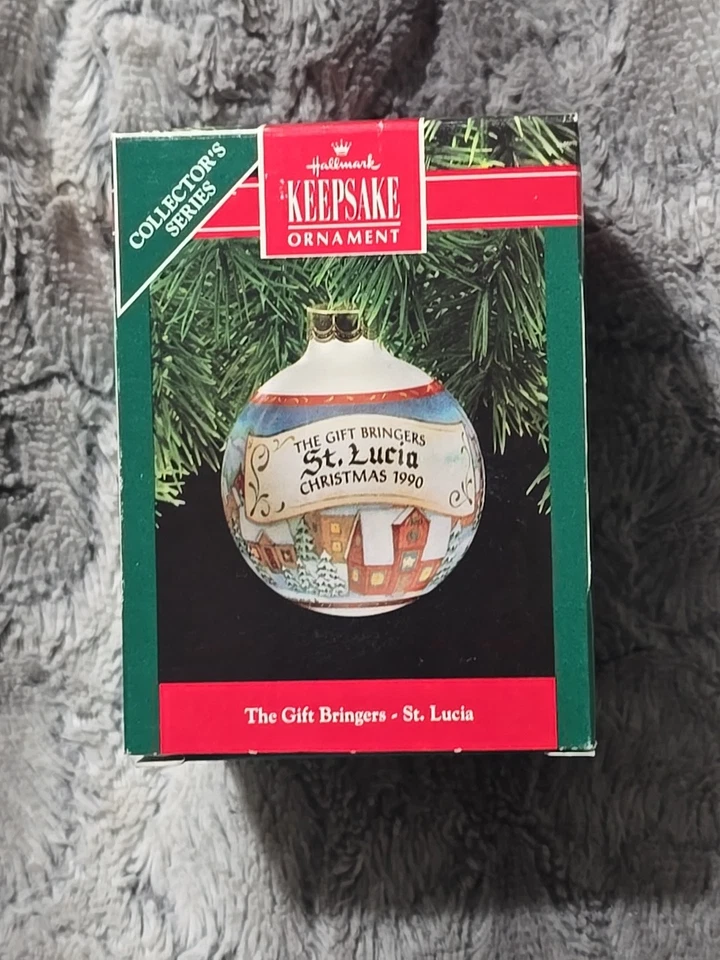 COLLECTOR'S
SERIES
Hallmark
KEEPSAKE
ORNAMENT
THE GIFT BRINGERS
St. Lucia
CHRISTMAS 1990
The Gift Bringers - St. Lucia